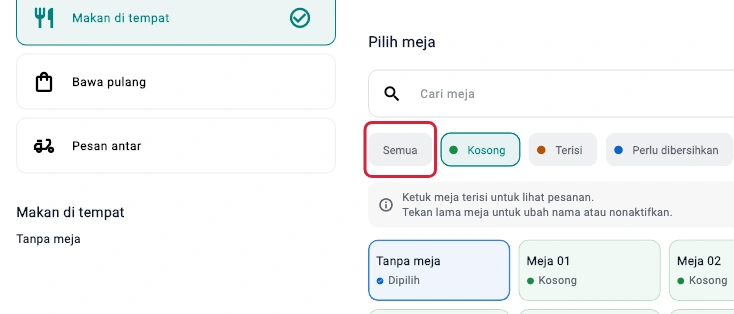 Makan di tempat
Bawa pulang
Pesan antar
Makan di tempat
Tanpa meja
Pilih meja
Cari meja
Semua
Kosong
Terisi
Perlu dibersihkan
Ketuk meja terisi untuk lihat pesanan.
Tekan lama meja untuk ubah nama atau nonaktifkan.
Tanpa meja
Dipilih
Meja 01
Kosong
Meja 02
Kosong